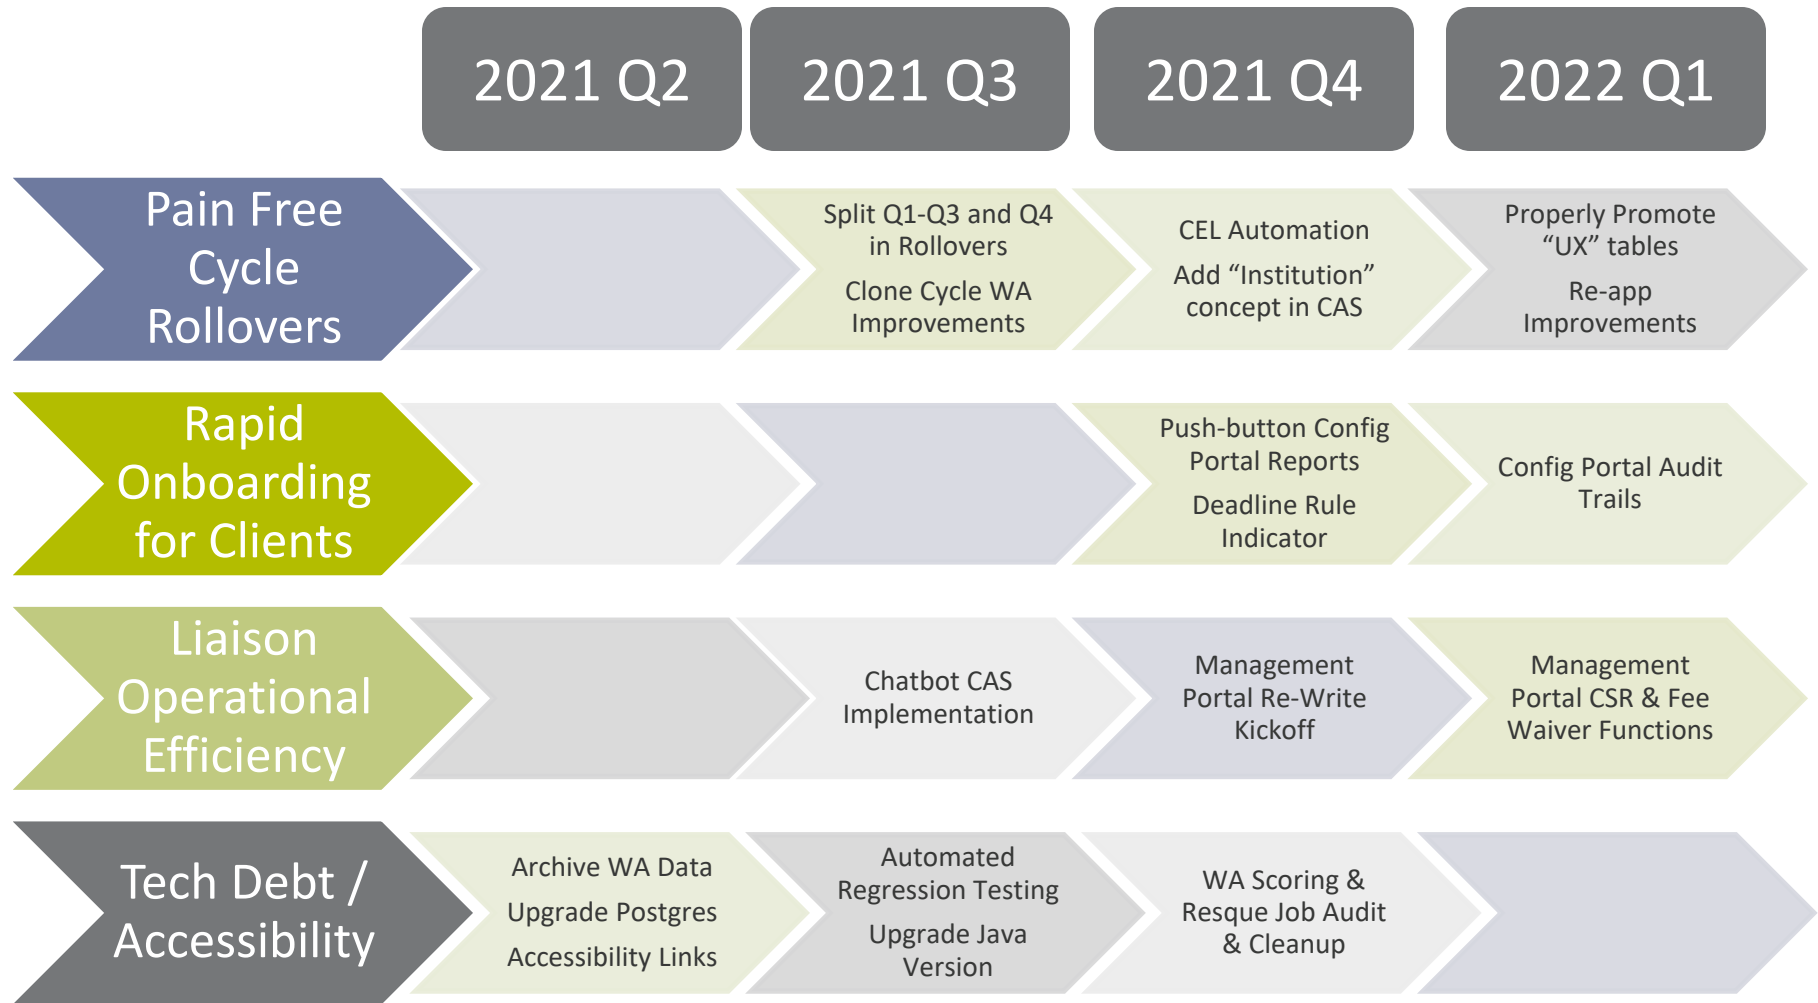 2021 Q2
2021 Q3
2021 Q4
2022 Q1
Pain Free
Cycle
Rollovers
Split Q1-Q3 and Q4
in Rollovers
Clone Cycle WA
Improvements
CEL Automation
Add “Institution”
concept in CAS
Properly Promote
“UX” tables
Re-app
Improvements
Rapid
Onboarding
for Clients
Push-button Config
Portal Reports
Deadline Rule
Indicator
Config Portal Audit
Trails
Liaison
Operational
Efficiency
Chatbot CAS
Implementation
Management
Portal Re-Write
Kickoff
Management
Portal CSR & Fee
Waiver Functions
Tech Debt /
Accessibility
Archive WA Data
Upgrade Postgres
Accessibility Links
Automated
Regression Testing
Upgrade Java
Version
WA Scoring &
Resque Job Audit
& Cleanup